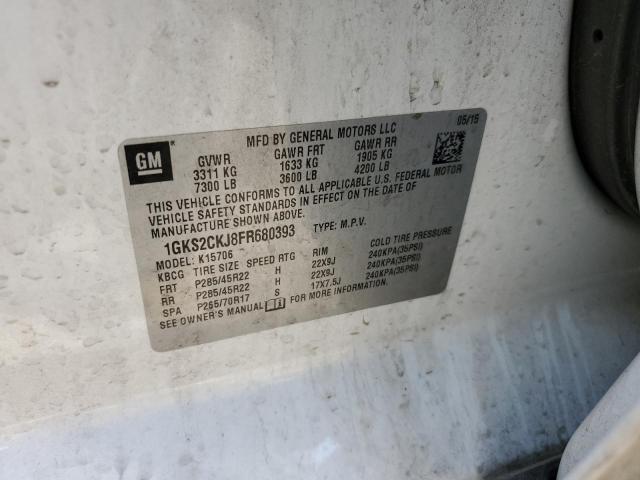 GM
MFD BY GENERAL MOTORS LLC 05/15
GVWR GAWR FRT GAWR RR
3311 KG 1633 KG 1905 KG
7300 LB 3600 LB 4200 LB
THIS VEHICLE CONFORMS TO ALL APPLICABLE U.S. FEDERAL MOTOR
VEHICLE SAFETY STANDARDS IN EFFECT ON THE DATE OF
MANUFACTURE SHOWN ABOVE.
1GKS2CKJ8FR680393 TYPE: M.P.V.
MODEL: K15706
KBCG TIRE SIZE SPEED RTG RIM COLD TIRE PRESSURE
FRT P285/45R22 H 22X9J 240KPA(35PSI)
RR P285/45R22 H 22X9J 240KPA(35PSI)
SPA P265/70R17 S 17X7.5J 240KPA(35PSI)
SEE OWNER'S MANUAL FOR ADDITIONAL INFORMATION